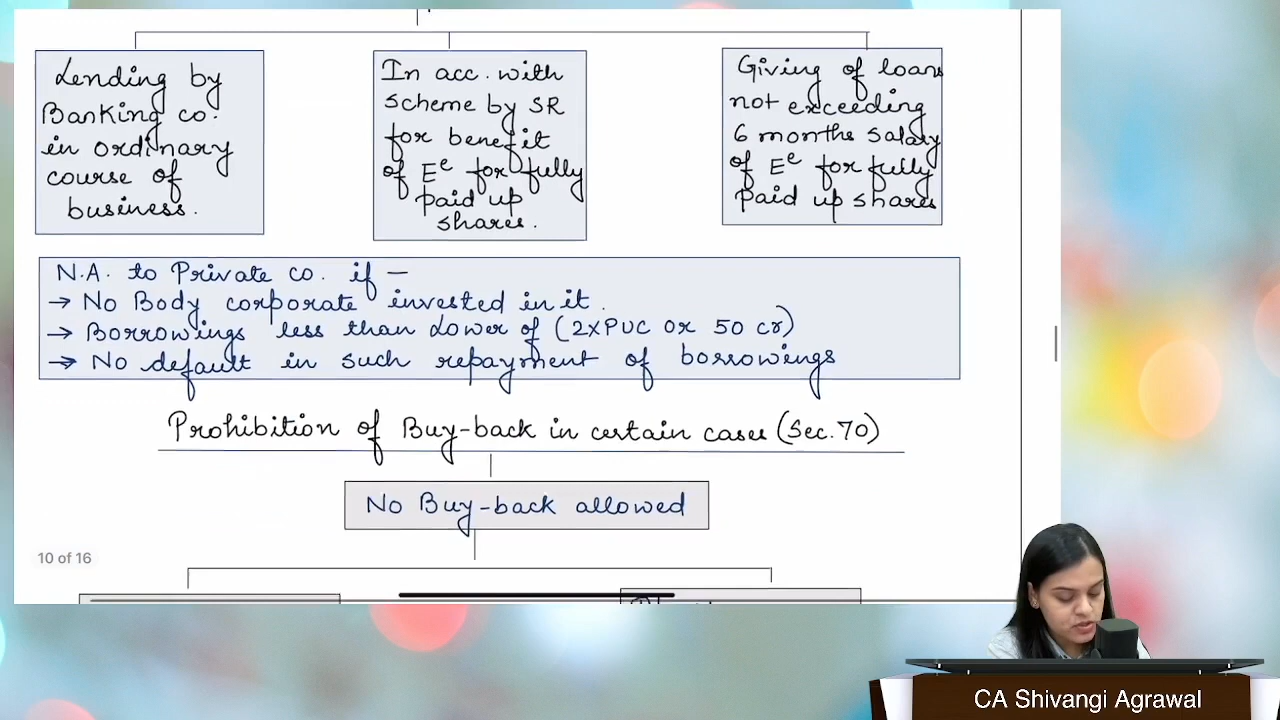 Lending by
Banking co.
in ordinary
course of
business.
In acc. with
scheme by SR
for benefit
of Eᵉ for fully
paid up
shares.
Giving of loans
not exceeding
6 months salary
of Eᵉ for fully
paid up shares
N.A. to Private co. if —
→ No Body corporate invested in it.
→ Borrowings less than Lower of (2xPUC or 50 cr)
→ No default in such repayment of borrowings
Prohibition of Buy-back in certain cases (Sec. 70)
No Buy-back allowed
10 of 16
CA Shivangi Agrawal